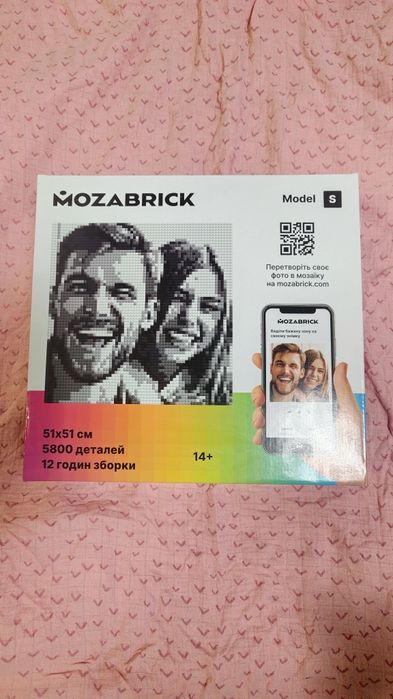 MOZABRICK
Model S
Перетворіть своє
фото в мозаїку
на mozabrick.com
MOZABRICK
51x51 см
5800 деталей
12 годин зборки
14+